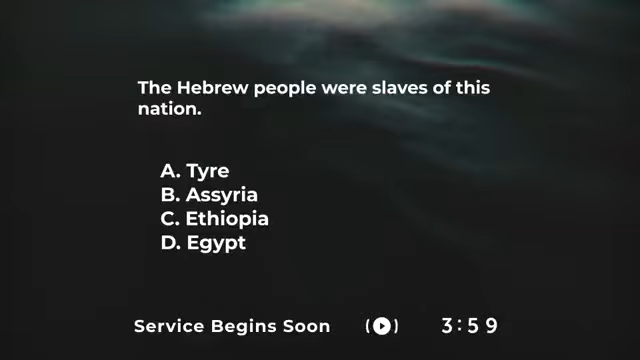 The Hebrew people were slaves of this
nation.
A. Tyre
B. Assyria
C. Ethiopia
D. Egypt
Service Begins Soon
3:59